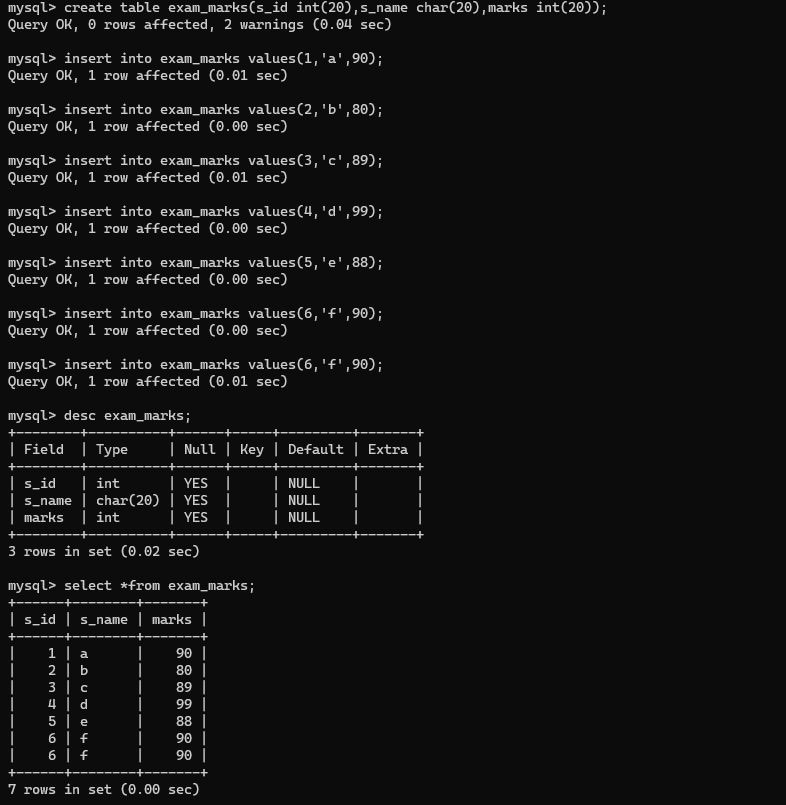 mysql> create table exam_marks(s_id int(20),s_name char(20),marks int(20));
Query OK, 0 rows affected, 2 warnings (0.04 sec)

mysql> insert into exam_marks values(1,'a',90);
Query OK, 1 row affected (0.01 sec)

mysql> insert into exam_marks values(2,'b',80);
Query OK, 1 row affected (0.00 sec)

mysql> insert into exam_marks values(3,'c',89);
Query OK, 1 row affected (0.01 sec)

mysql> insert into exam_marks values(4,'d',99);
Query OK, 1 row affected (0.00 sec)

mysql> insert into exam_marks values(5,'e',88);
Query OK, 1 row affected (0.00 sec)

mysql> insert into exam_marks values(6,'f',90);
Query OK, 1 row affected (0.00 sec)

mysql> insert into exam_marks values(6,'f',90);
Query OK, 1 row affected (0.01 sec)

mysql> desc exam_marks;
+--------+----------+------+-----+---------+-------+
| Field  | Type     | Null | Key | Default | Extra |
+--------+----------+------+-----+---------+-------+
| s_id   | int      | YES  |     | NULL    |       |
| s_name | char(20) | YES  |     | NULL    |       |
| marks  | int      | YES  |     | NULL    |       |
+--------+----------+------+-----+---------+-------+
3 rows in set (0.02 sec)

mysql> select *from exam_marks;
+------+--------+-------+
| s_id | s_name | marks |
+------+--------+-------+
|    1 | a      |    90 |
|    2 | b      |    80 |
|    3 | c      |    89 |
|    4 | d      |    99 |
|    5 | e      |    88 |
|    6 | f      |    90 |
|    6 | f      |    90 |
+------+--------+-------+
7 rows in set (0.00 sec)